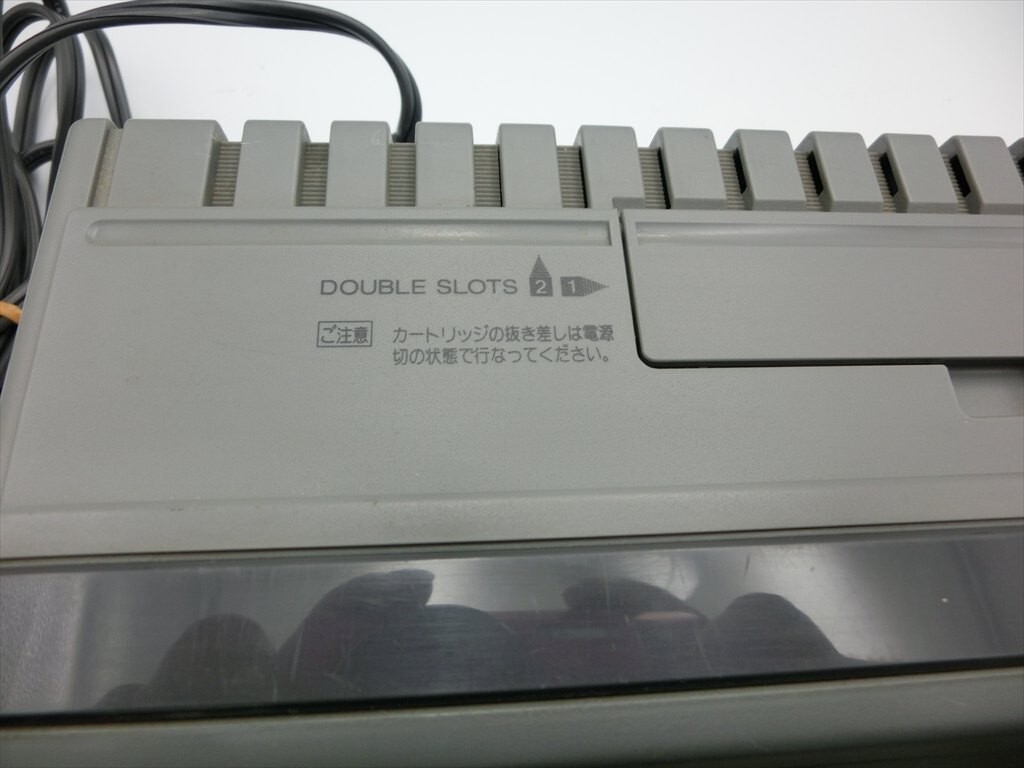 DOUBLE SLOTS 2 1
ご注意 カートリッジの抜き差しは電源
切の状態で行なってください。